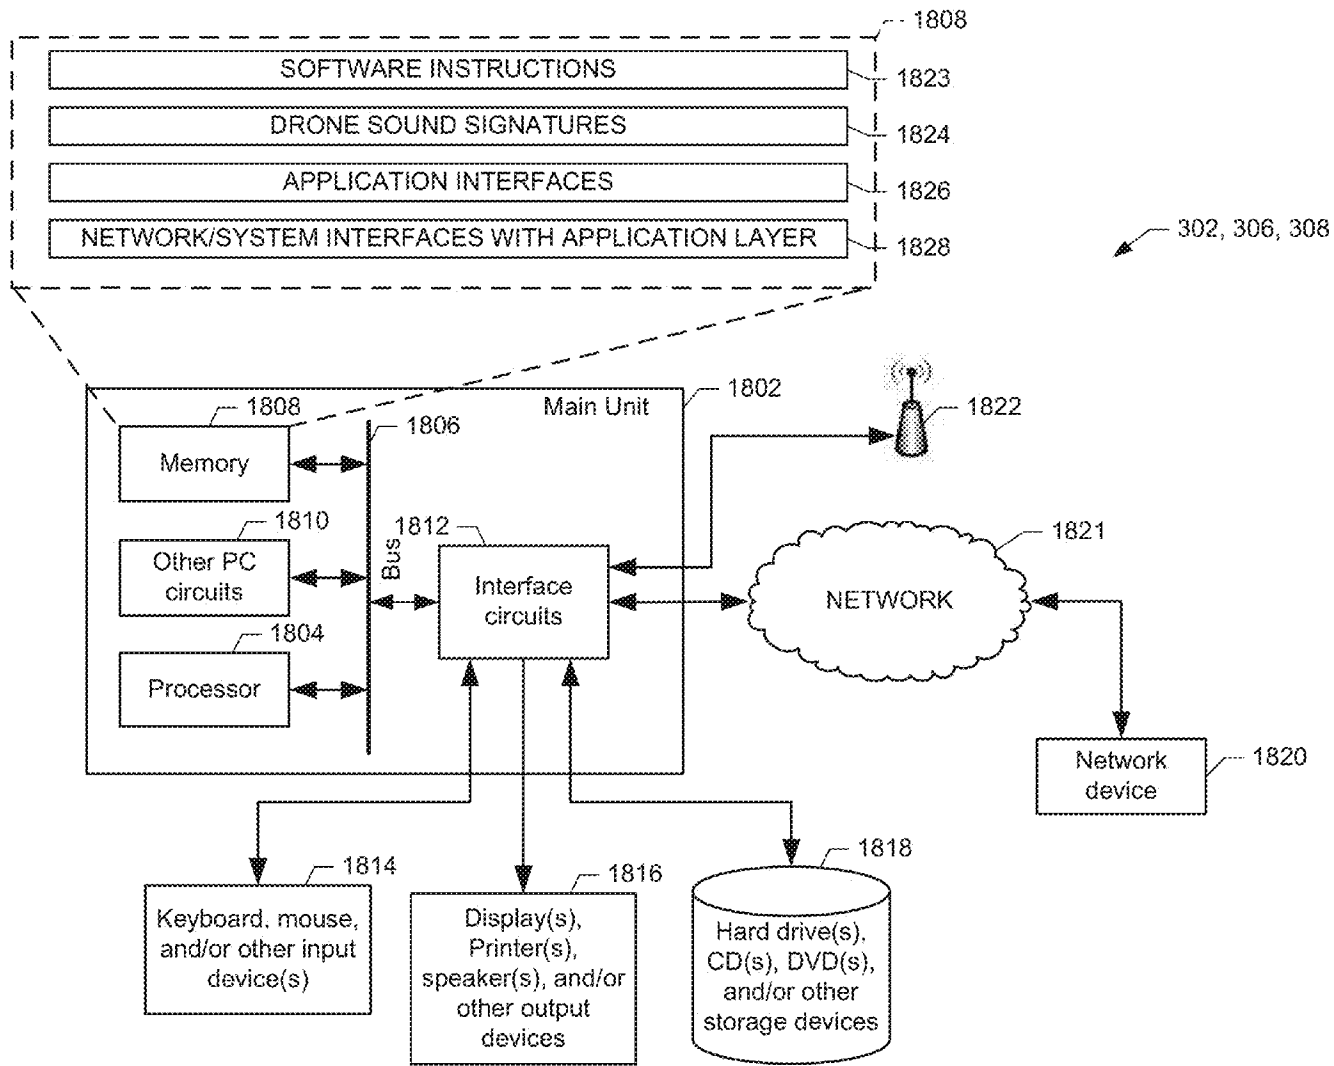 1808
SOFTWARE INSTRUCTIONS
1823
DRONE SOUND SIGNATURES
1824
APPLICATION INTERFACES
1826
NETWORK/SYSTEM INTERFACES WITH APPLICATION LAYER
1828
302, 306, 308
1802
Main Unit
1808
Memory
1806
1822
1810
Other PC
circuits
Bus
1812
Interface
circuits
1821
NETWORK
1804
Processor
Network
device
1820
1814
Keyboard, mouse,
and/or other input
device(s)
1816
Display(s),
Printer(s),
speaker(s), and/or
other output
devices
1818
Hard drive(s),
CD(s), DVD(s),
and/or other
storage devices